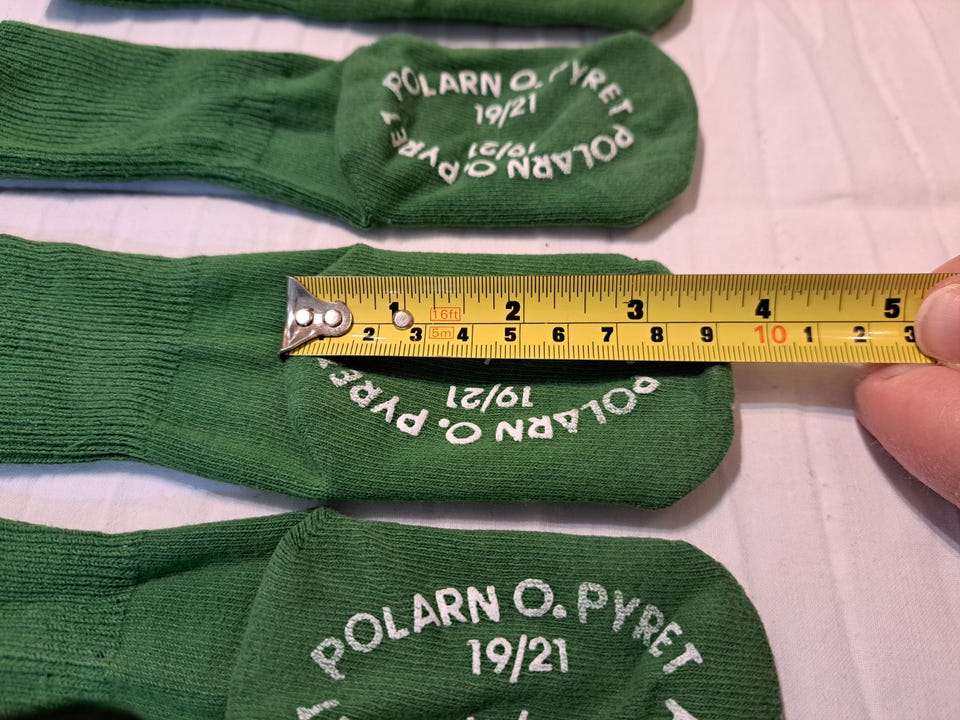 POLARN O. PYRET POLARN O. PYRET
19/21
19/21
1 16ft 2 3 4 5
2 3 5m 4 5 6 7 8 9 10 1 2 3
19/21
POLARN O. PYRE
POLARN O. PYRET
19/21